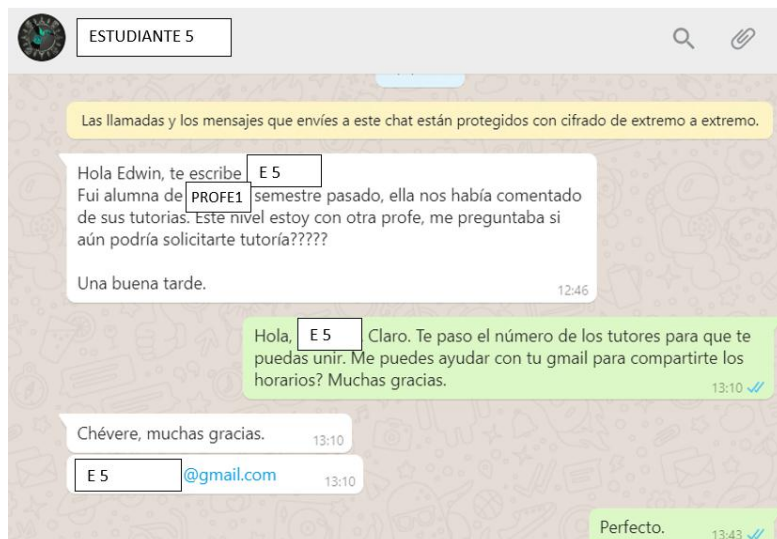 ESTUDIANTE 5
Las llamadas y los mensajes que envíes a este chat están protegidos con cifrado de extremo a extremo.
Hola Edwin, te escribe E 5
Fui alumna de PROFE1 semestre pasado, ella nos había comentado
de sus tutorias. Este nivel estoy con otra profe, me preguntaba si
aún podría solicitarte tutoría?????
Una buena tarde.
12:46
Hola, E 5 Claro. Te paso el número de los tutores para que te
puedas unir. Me puedes ayudar con tu gmail para compartirte los
horarios? Muchas gracias.
13:10
Chévere, muchas gracias.
13:10
E 5 @gmail.com
13:10
Perfecto.
13:43